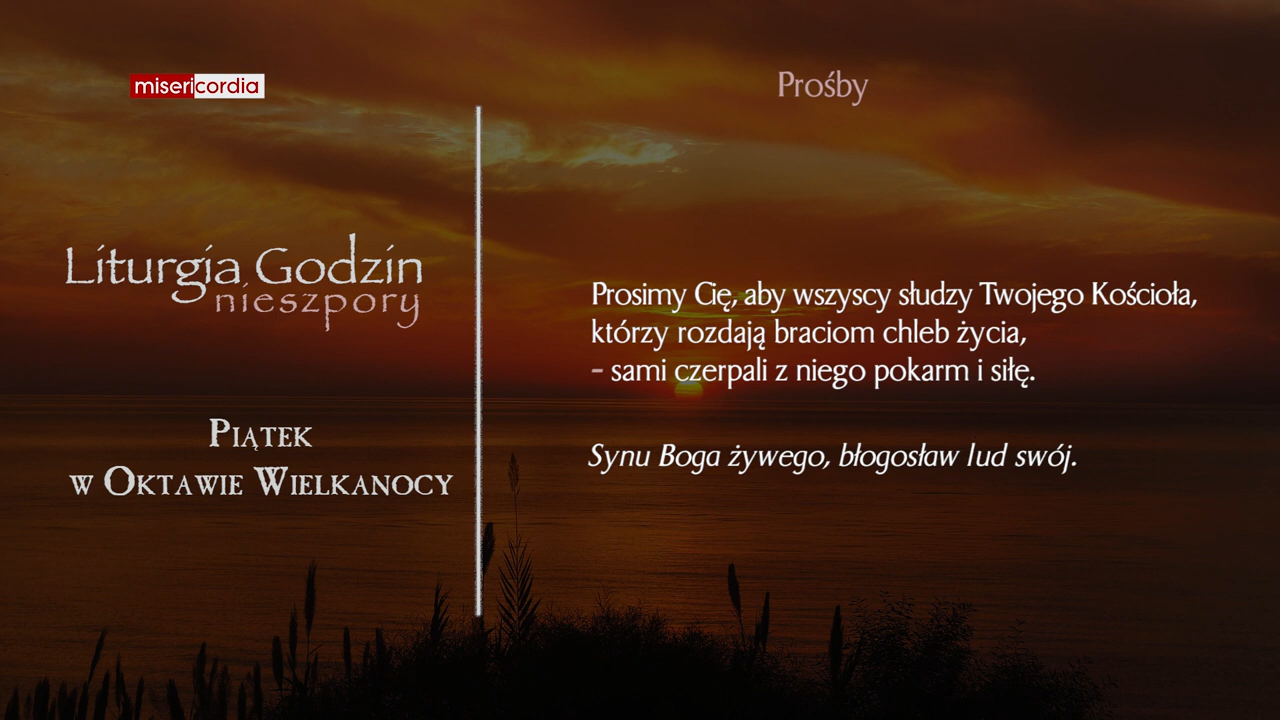 misericordia
Prośby
Liturgia Godzin
nieszpory
Piątek
w Oktawie Wielkanocy
Prosimy Cię, aby wszyscy słudzy Twojego Kościoła,
którzy rozdają braciom chleb życia,
- sami czerpali z niego pokarm i siłę.
Synu Boga żywego, błogosław lud swój.